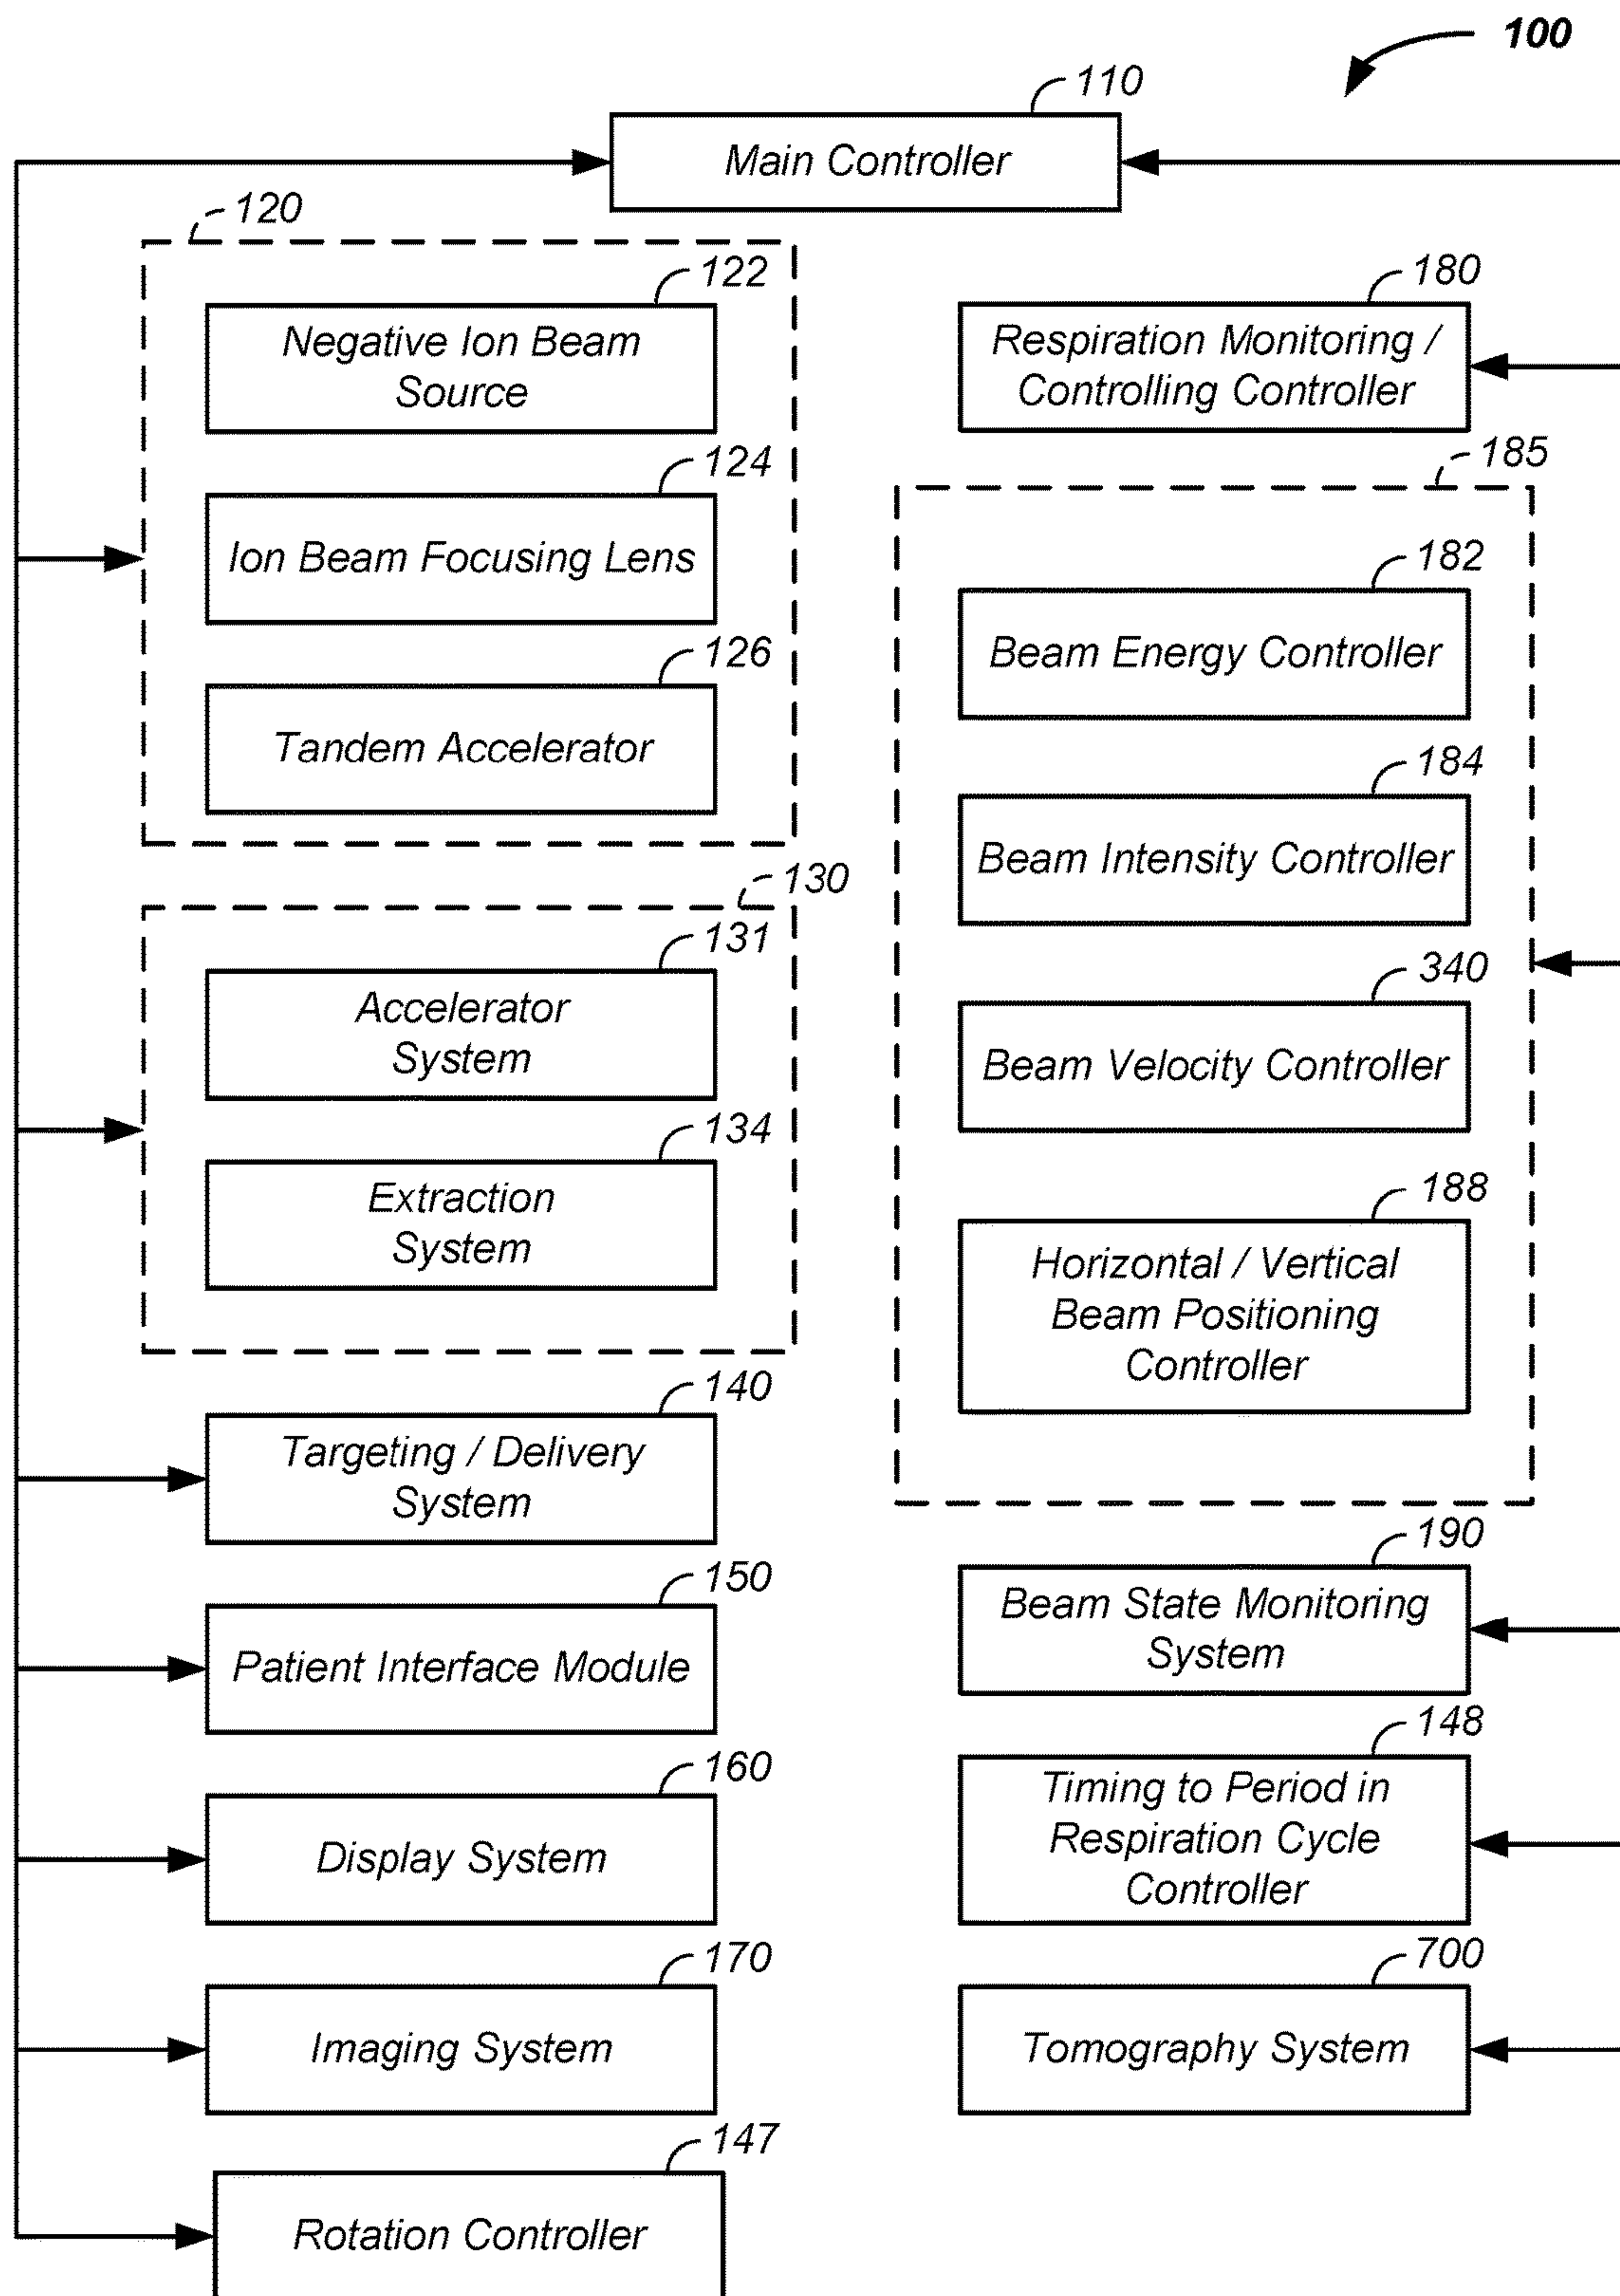 100
110
Main Controller
120
122
Negative Ion Beam
Source
124
Ion Beam Focusing Lens
126
Tandem Accelerator
130
131
Accelerator
System
134
Extraction
System
140
Targeting / Delivery
System
150
Patient Interface Module
160
Display System
170
Imaging System
147
Rotation Controller
180
Respiration Monitoring /
Controlling Controller
185
182
Beam Energy Controller
184
Beam Intensity Controller
340
Beam Velocity Controller
188
Horizontal / Vertical
Beam Positioning
Controller
190
Beam State Monitoring
System
148
Timing to Period in
Respiration Cycle
Controller
700
Tomography System